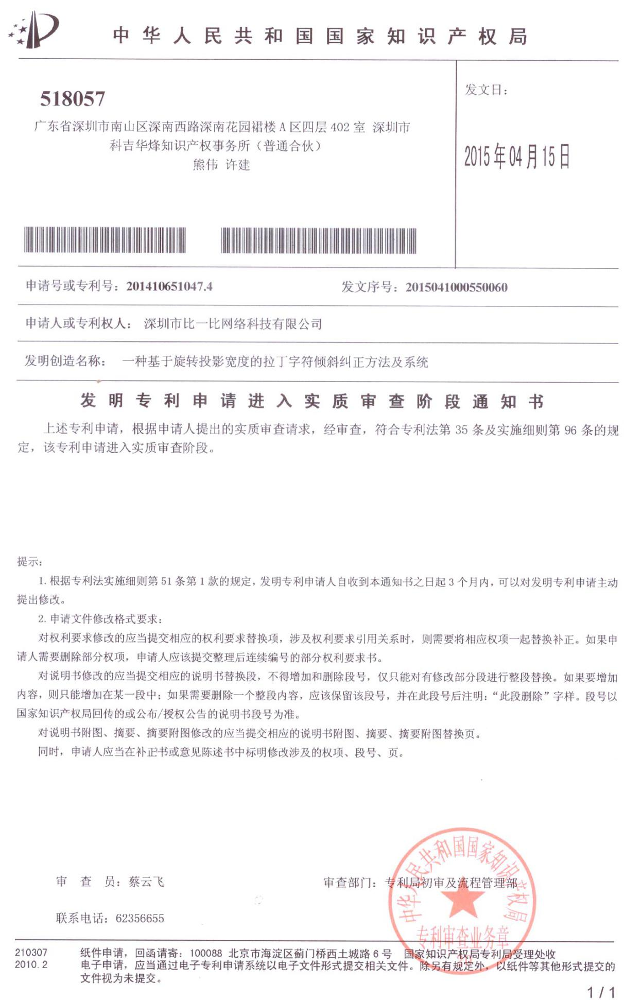 中华人民共和国国家知识产权局
518057
广东省深圳市南山区深南西路深南花园裙楼 A 区四层 402 室 深圳市
科吉华烽知识产权事务所（普通合伙）
熊伟 许建
发文日：
2015年04月15日
申请号或专利号：201410651047.4
发文序号：2015041000550060
申请人或专利权人： 深圳市比一比网络科技有限公司
发明创造名称： 一种基于旋转投影宽度的拉丁字符倾斜纠正方法及系统
发明专利申请进入实质审查阶段通知书
上述专利申请，根据申请人提出的实质审查请求，经审查，符合专利法第 35 条及实施细则第 96 条的规
定，该专利申请进入实质审查阶段。
提示：
1. 根据专利法实施细则第 51 条第 1 款的规定，发明专利申请人自收到本通知书之日起 3 个月内，可以对发明专利申请主动
提出修改。
2. 申请文件修改格式要求：
对权利要求修改的应当提交相应的权利要求替换项，涉及权利要求引用关系时，则需要将相应权项一起替换补正。如果申
请人需要删除部分权项，申请人应该提交整理后连续编号的部分权利要求书。
对说明书修改的应当提交相应的说明书替换段，不得增加和删除段号，仅只能对有修改部分段进行整段替换。如果要增加
内容，则只能增加在某一段中；如果需要删除一个整段内容，应该保留该段号，并在此段号后注明：“此段删除”字样。段号以
国家知识产权局回传的或公布/授权公告的说明书段号为准。
对说明书附图、摘要、摘要附图修改的应当提交相应的说明书附图、摘要、摘要附图替换页。
同时，申请人应当在补正书或意见陈述书中标明修改涉及的权项、段号、页。
审 查 员：蔡云飞
审查部门：专利局初审及流程管理部
联系电话：62356655
中华人民共和国国家知识产权局
专利审查业务章
210307
2010.2
纸件申请，回函请寄：100088 北京市海淀区蓟门桥西土城路 6 号 国家知识产权局专利局受理处收
电子申请，应当通过电子专利申请系统以电子文件形式提交相关文件。除另有规定外，以纸件等其他形式提交的
文件视为未提交。
1 / 1